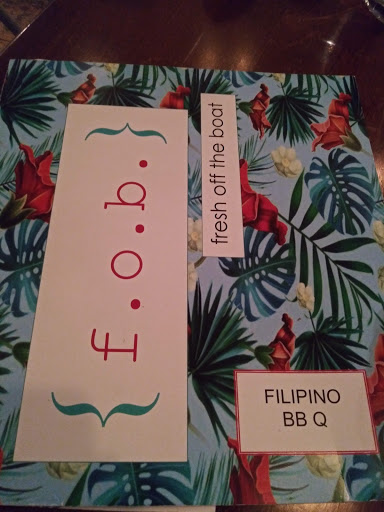 { f.o.b. }
fresh off the boat
FILIPINO
BB Q